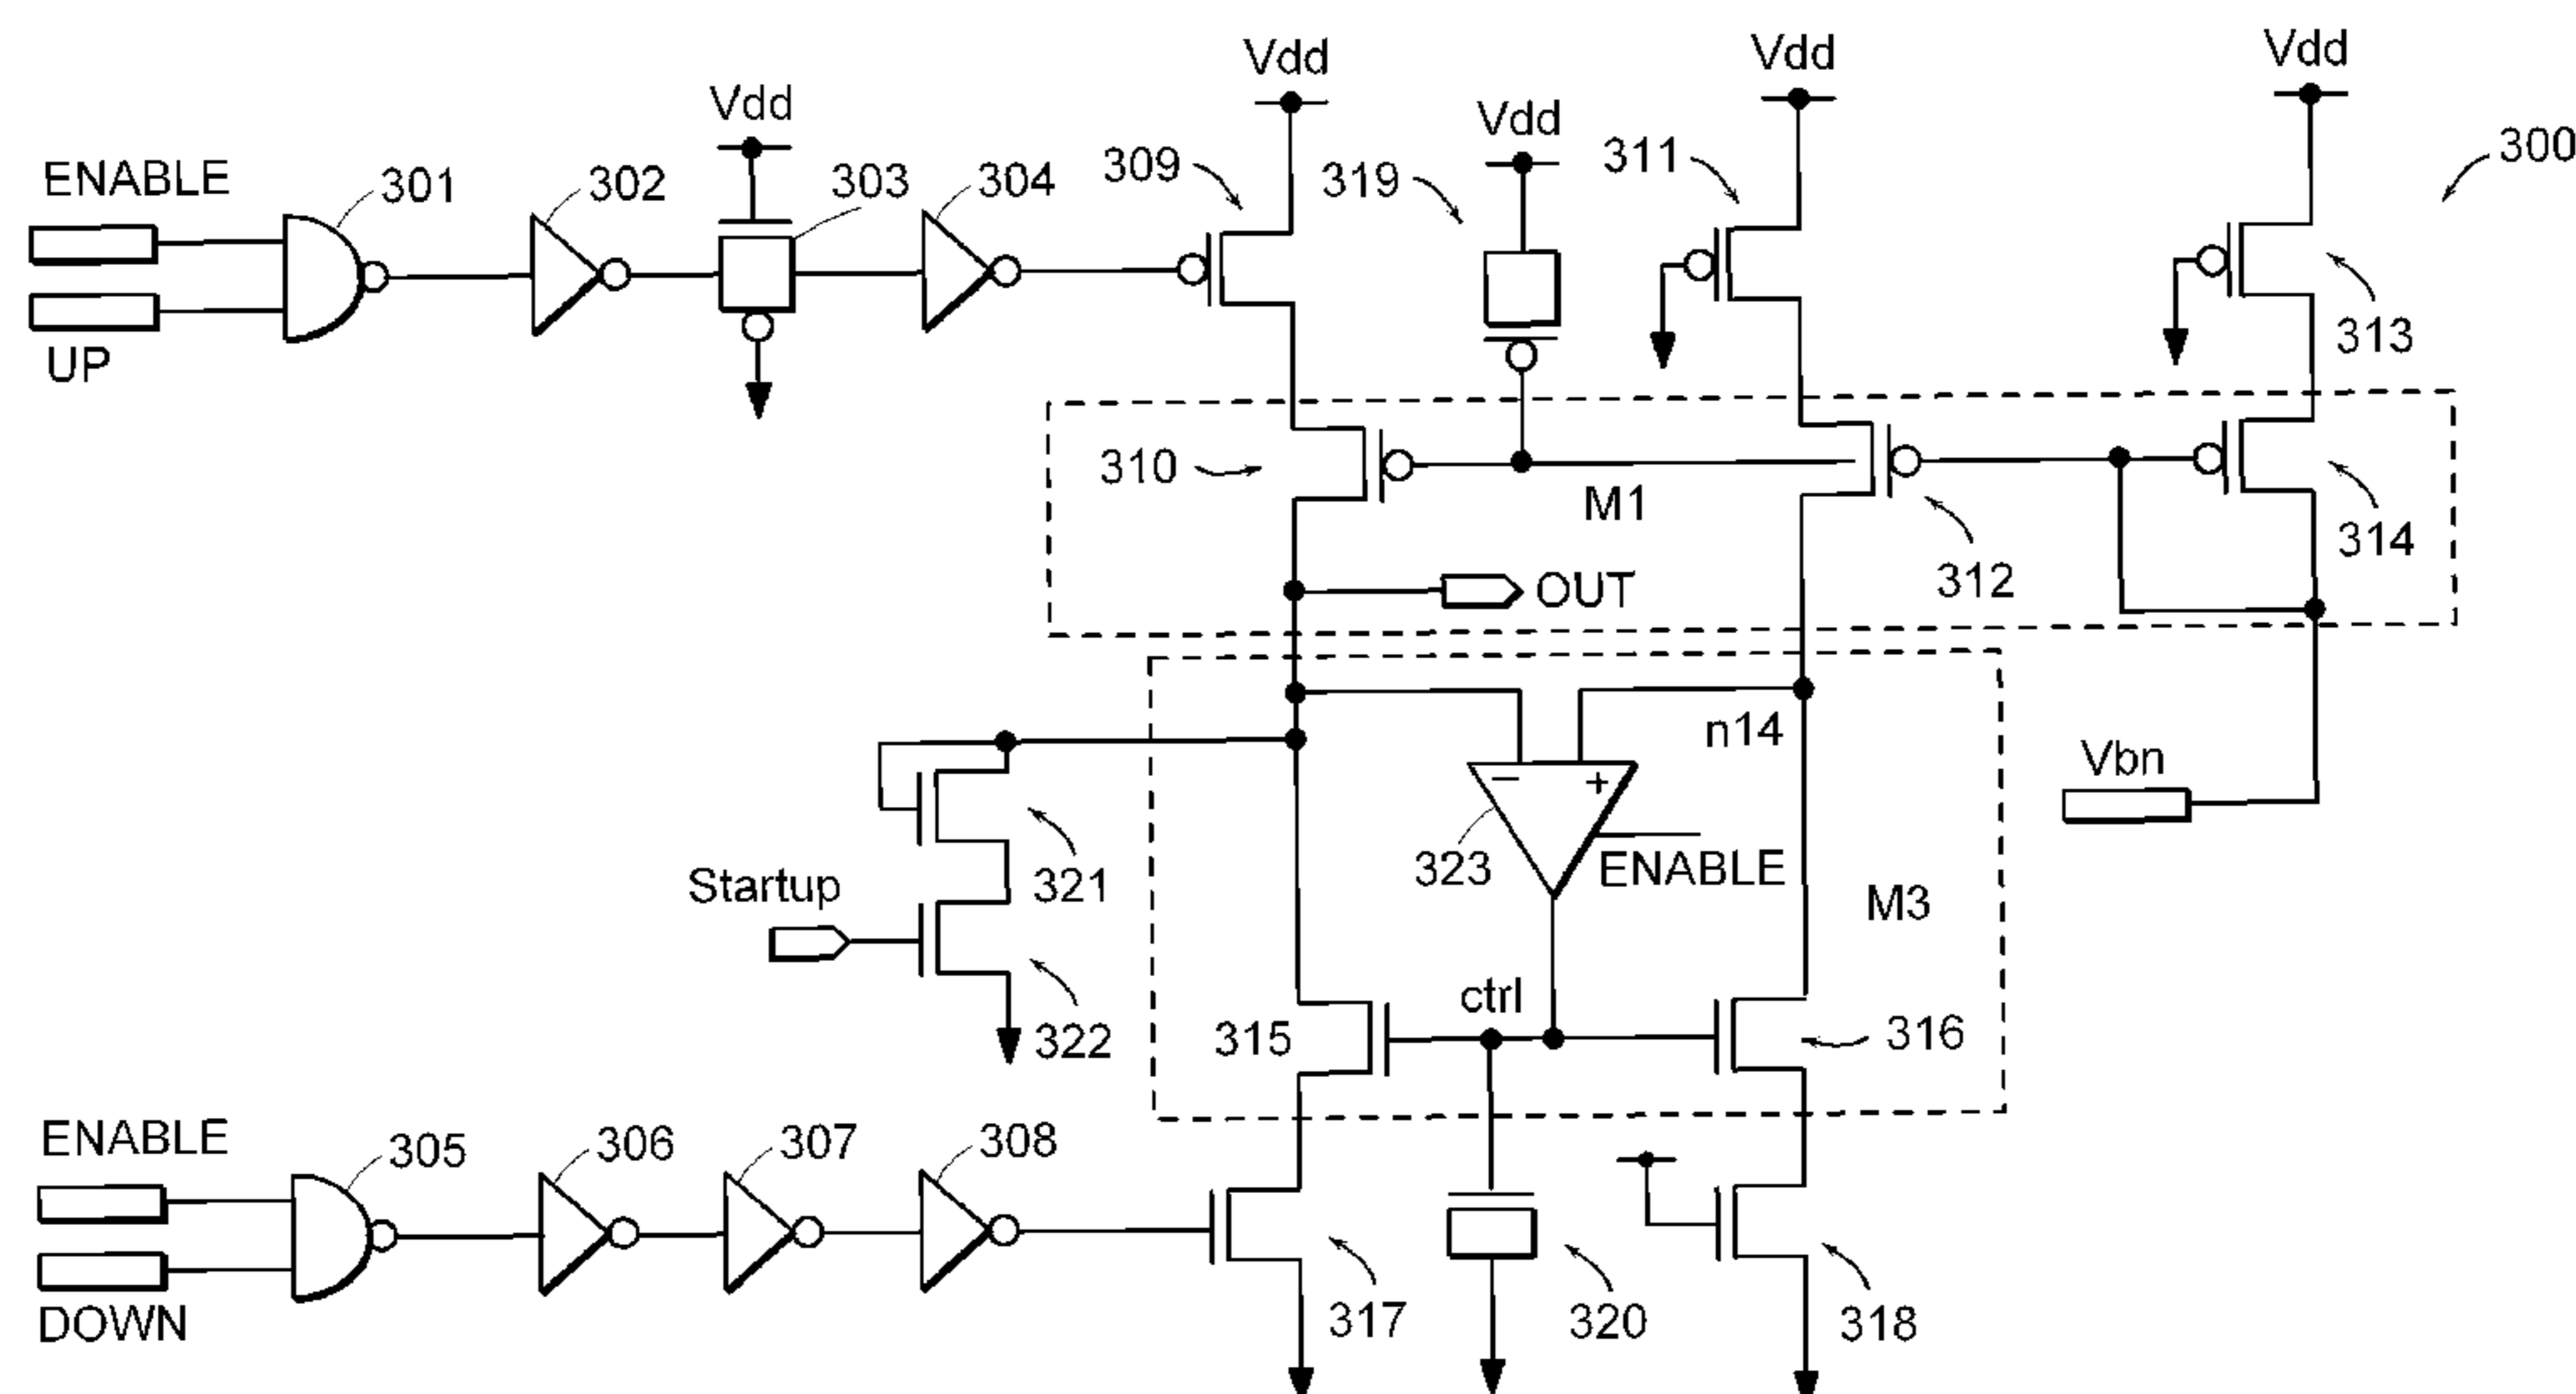 Vdd
Vdd
Vdd
Vdd
Vdd
300
ENABLE
301
302
303
304
309
319
311
UP
313
310
M1
312
314
OUT
n14
Vbn
323
ENABLE
M3
321
Startup
322
ctrl
315
316
ENABLE
305
306
307
308
DOWN
317
320
318
− +